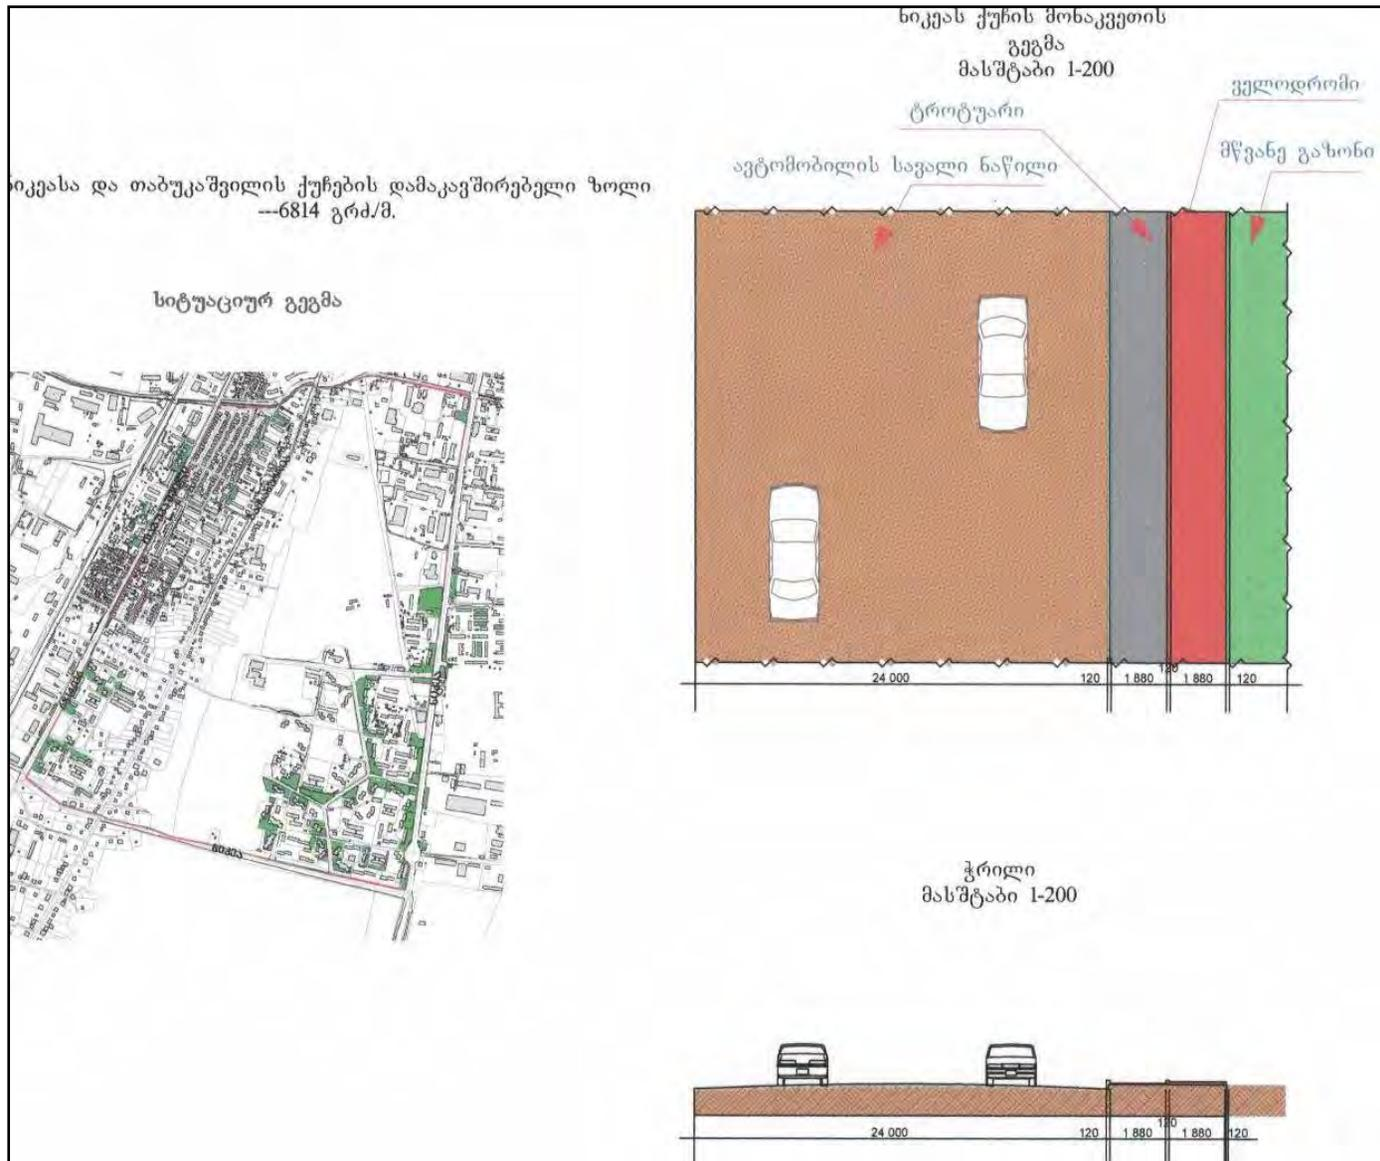 ნიკეას ქუჩის მონაკვეთის
გეგმა
მასშტაბი 1-200
ველოდრომი
ტროტუარი
მწვანე გაზონი
ავტომობილის სავალი ნაწილი
ნიკეასა და თაბუკაშვილის ქუჩების დამაკავშირებელი ზოლი
---6814 გრძ./მ.
სიტუაციურ გეგმა
24 000 120 1 880 120 1 880 120
ნიკეა
ჭრილი
მასშტაბი 1-200
24 000 120 1 880 120 1 880 120